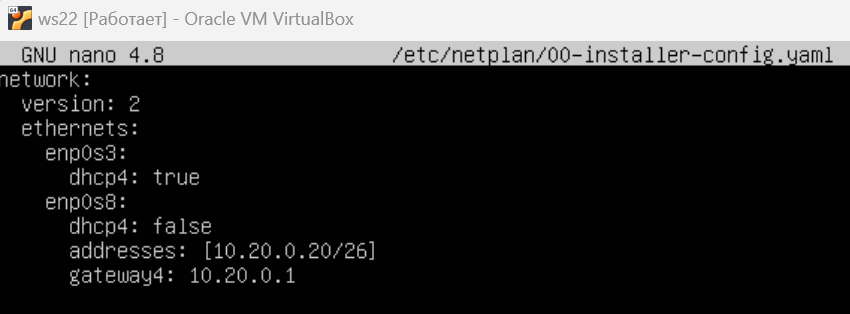 ws22 [Работает] - Oracle VM VirtualBox
GNU nano 4.8 /etc/netplan/00-installer-config.yaml
network:
  version: 2
  ethernets:
    enp0s3:
      dhcp4: true
    enp0s8:
      dhcp4: false
      addresses: [10.20.0.20/26]
      gateway4: 10.20.0.1